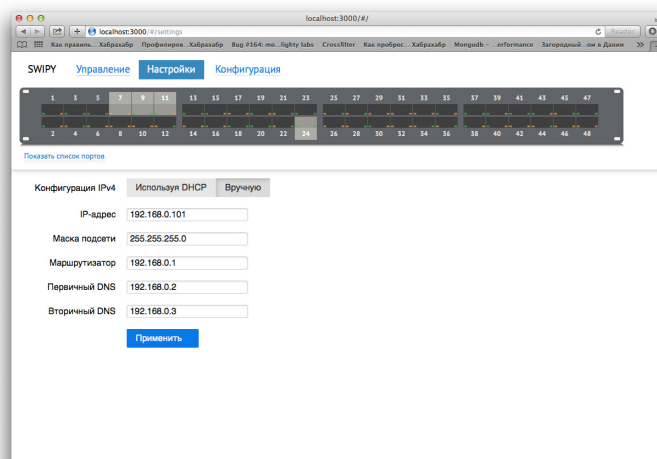 localhost:3000/#/
localhost:3000/#/settings
Reader
Как правиль... Хабрахабр Профилиров...Хабрахабр Bug #164: mo...lighty labs Crossfilter Как проброс... Хабрахабр Mongodb – ...erformance Загородный...ом в Дании
SWIPY Управление Настройки Конфигурация
1 3 5 7 9 11 13 15 17 19 21 23 25 27 29 31 33 35 37 39 41 43 45 47
2 4 6 8 10 12 14 16 18 20 22 24 26 28 30 32 34 36 38 40 42 44 46 48
Показать список портов
Конфигурация IPv4 Используя DHCP Вручную
IP-адрес 192.168.0.101
Маска подсети 255.255.255.0
Маршрутизатор 192.168.0.1
Первичный DNS 192.168.0.2
Вторичный DNS 192.168.0.3
Применить